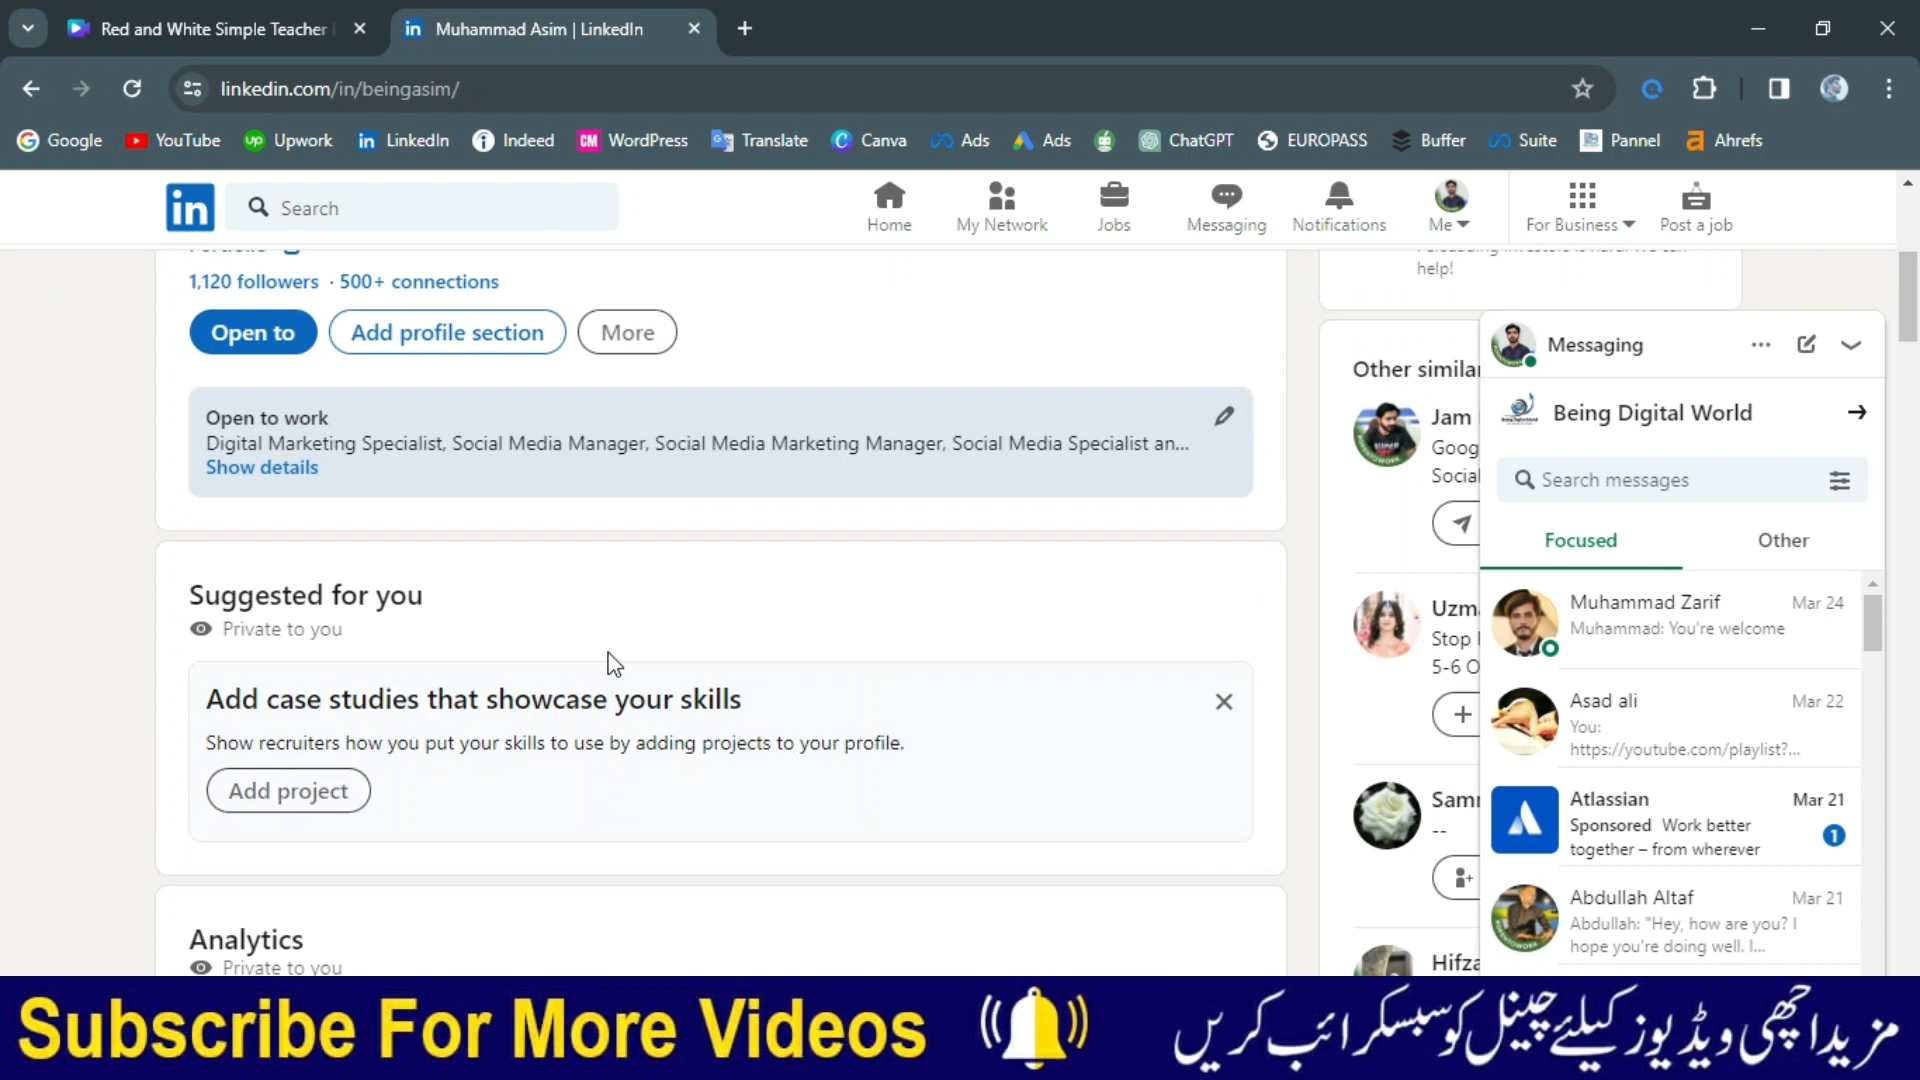 Red and White Simple Teacher
Muhammad Asim | LinkedIn
linkedin.com/in/beingasim/
Google
YouTube
up
Upwork
in
LinkedIn
Indeed
CM
WordPress
Translate
Canva
Ads
Ads
ChatGPT
EUROPASS
Buffer
Suite
Pannel
Ahrefs
in
Search
Home
My Network
Jobs
Messaging
Notifications
Me
For Business
Post a job
1,120 followers · 500+ connections
Open to
Add profile section
More
Open to work
Digital Marketing Specialist, Social Media Manager, Social Media Marketing Manager, Social Media Specialist an...
Show details
Suggested for you
Private to you
Add case studies that showcase your skills
Show recruiters how you put your skills to use by adding projects to your profile.
Add project
Analytics
Private to you
help!
Other simila
Jam
Goog
Social
Uzma
Stop
5-6 O
Samr
--
Hifza
Messaging
Being Digital World
Search messages
Focused
Other
Muhammad Zarif
Mar 24
Muhammad: You're welcome
Asad ali
Mar 22
You:
https://youtube.com/playlist?...
Atlassian
Mar 21
Sponsored Work better
together – from wherever
1
Abdullah Altaf
Mar 21
Abdullah: "Hey, how are you? I
hope you're doing well. I...
Subscribe For More Videos
مزید اچھی ویڈیوز کیلئے چینل کو سبسکرائب کریں